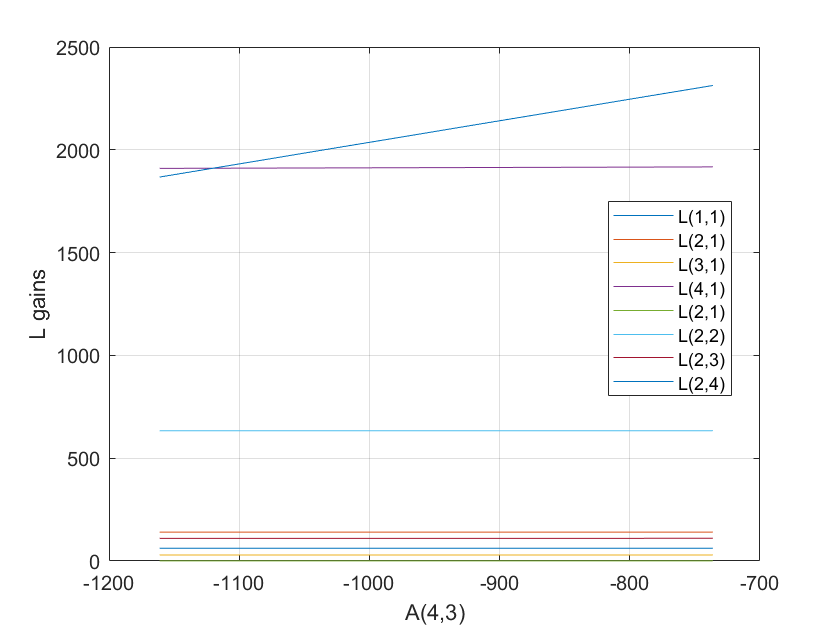 2500
2000
1500
1000
500
0
L gains
L(1,1)
L(2,1)
L(3,1)
L(4,1)
L(2,1)
L(2,2)
L(2,3)
L(2,4)
-1200 -1100 -1000 -900 -800 -700
A(4,3)